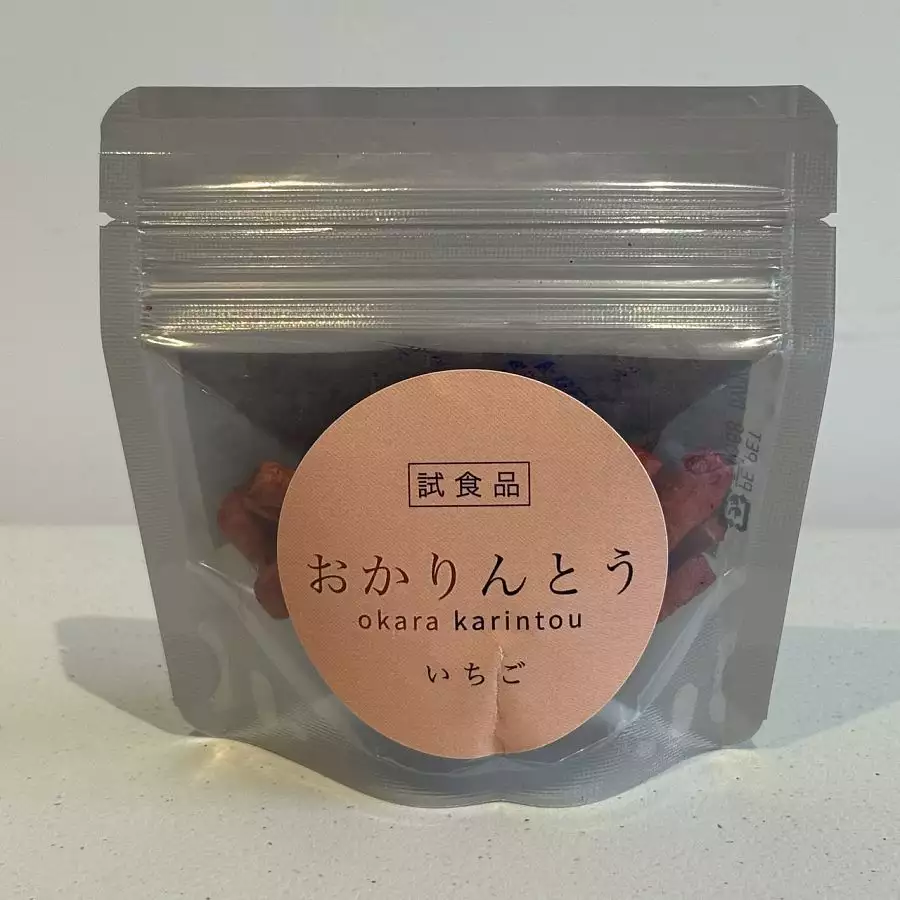 試食品
おかりんとう
okara karintou
いちご